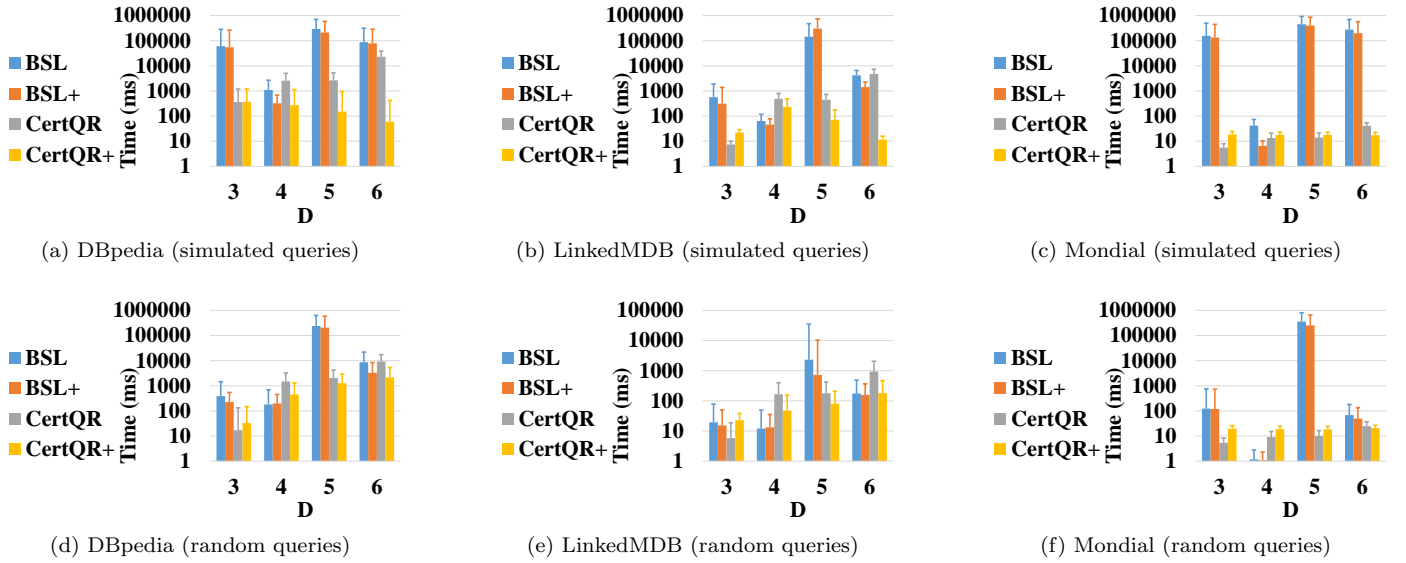 1000000
100000
10000
1000
100
10
1
Time (ms)
BSL
BSL+
CertQR
CertQR+
3 4 5 6
D
(a) DBpedia (simulated queries)
1000000
100000
10000
1000
100
10
1
Time (ms)
BSL
BSL+
CertQR
CertQR+
3 4 5 6
D
(b) LinkedMDB (simulated queries)
1000000
100000
10000
1000
100
10
1
Time (ms)
BSL
BSL+
CertQR
CertQR+
3 4 5 6
D
(c) Mondial (simulated queries)
1000000
100000
10000
1000
100
10
1
Time (ms)
BSL
BSL+
CertQR
CertQR+
3 4 5 6
D
(d) DBpedia (random queries)
100000
10000
1000
100
10
1
Time (ms)
BSL
BSL+
CertQR
CertQR+
3 4 5 6
D
(e) LinkedMDB (random queries)
1000000
100000
10000
1000
100
10
1
Time (ms)
BSL
BSL+
CertQR
CertQR+
3 4 5 6
D
(f) Mondial (random queries)